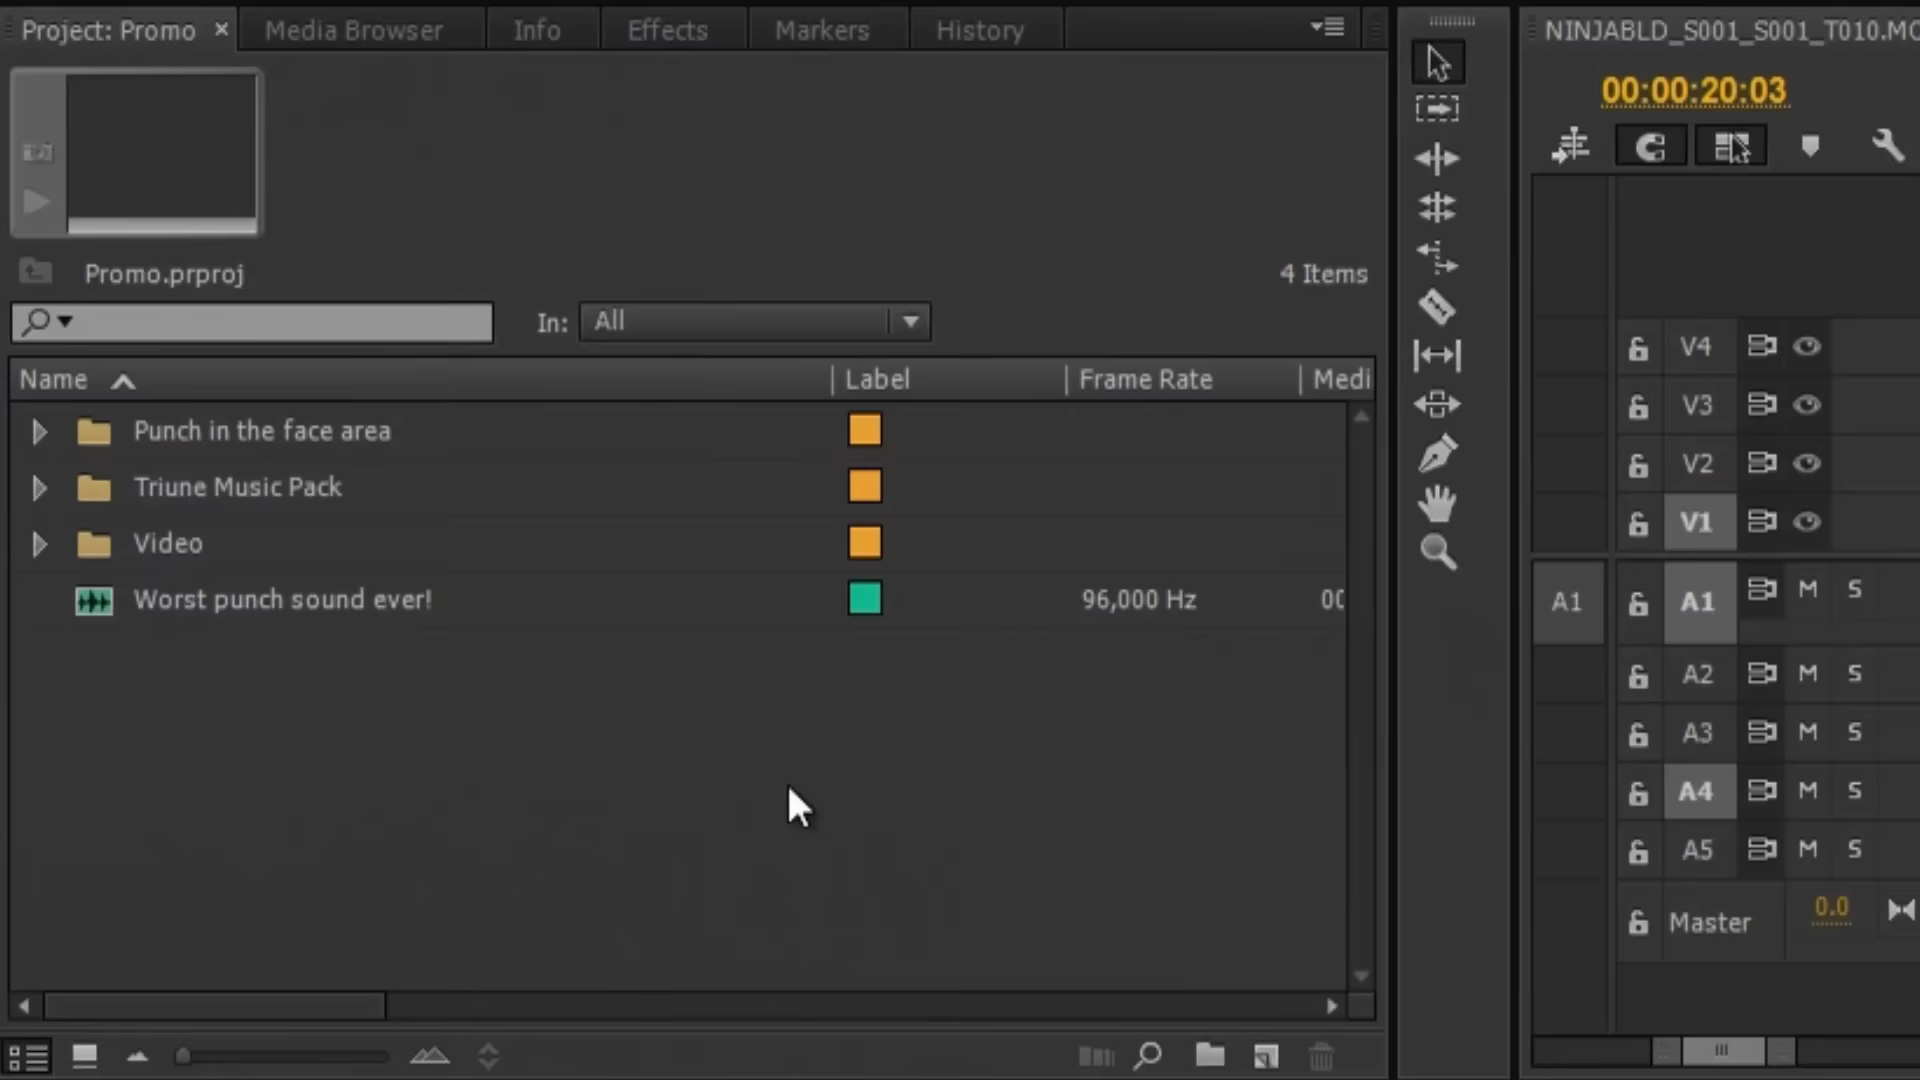 Project: Promo ×
Media Browser
Info
Effects
Markers
History
NINJABLD_S001_S001_T010.MO
00:00:20:03
Promo.prproj
4 Items
In:
All
Name
Label
Frame Rate
Medi
Punch in the face area
Triune Music Pack
Video
Worst punch sound ever!
96,000 Hz
00
V4
V3
V2
V1
A1
A1 M S
A2 M S
A3 M S
A4 M S
A5 M S
Master
0.0